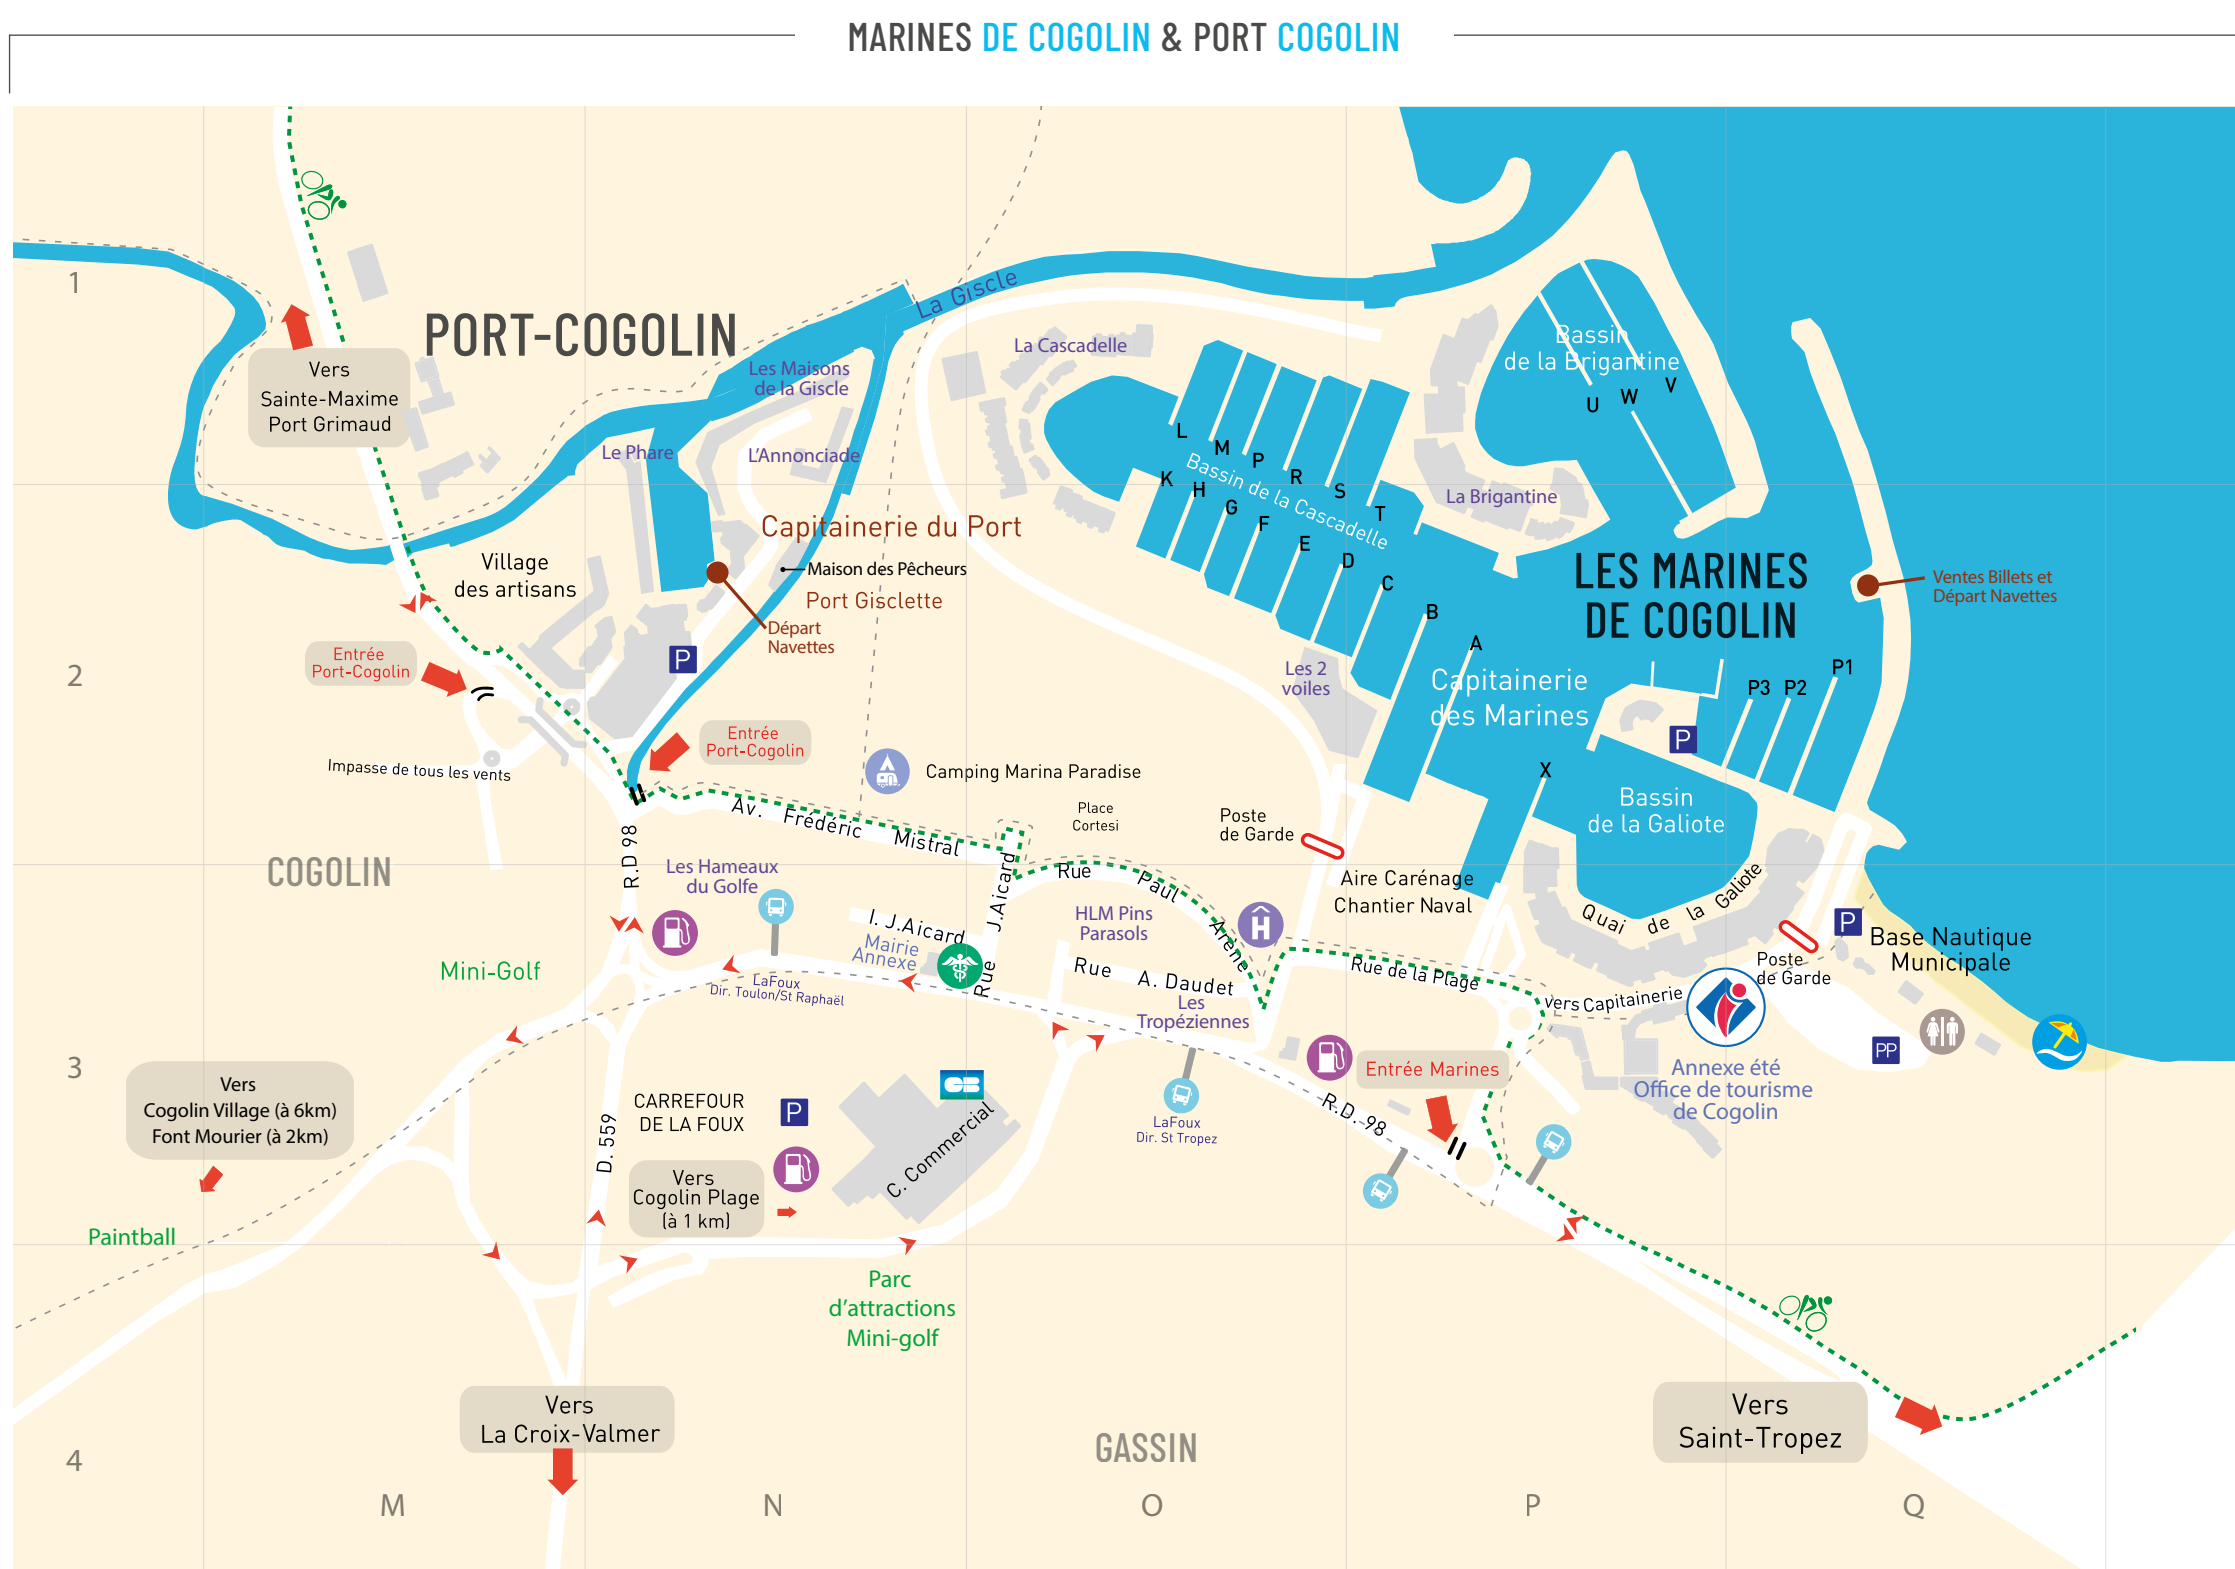 MARINES DE COGOLIN & PORT COGOLIN
1
2
3
4
M
N
O
P
Q
PORT-COGOLIN
Vers
Sainte-Maxime
Port Grimaud
La Giscle
Les Maisons
de la Giscle
Le Phare
L'Annonciade
Capitainerie du Port
Maison des Pêcheurs
Port Gisclette
Départ
Navettes
Village
des artisans
P
Entrée
Port-Cogolin
Entrée
Port-Cogolin
Impasse de tous les vents
COGOLIN
La Cascadelle
L
M
P
R
S
T
Bassin de la Cascadelle
K
H
G
F
E
D
C
B
A
Bassin
de la Brigantine
U
W
V
La Brigantine
LES MARINES
DE COGOLIN
Ventes Billets et
Départ Navettes
Les 2
voiles
Capitainerie
des Marines
P3
P2
P1
P
X
Bassin
de la Galiote
Camping Marina Paradise
Place
Cortesi
Poste
de Garde
Av. Frédéric Mistral
R.D 98
Les Hameaux
du Golfe
I. J.Aicard
Mairie
Annexe
Rue J.Aicard
Rue Paul Arène
HLM Pins
Parasols
H
Aire Carénage
Chantier Naval
Quai de la Galiote
P
Base Nautique
Municipale
Poste
de Garde
Mini-Golf
LaFoux
Dir. Toulon/St Raphaël
Rue A. Daudet
Les
Tropéziennes
Rue de la Plage
vers Capitainerie
PP
Annexe été
Office de tourisme
de Cogolin
Entrée Marines
R.D. 98
LaFoux
Dir. St Tropez
Vers
Cogolin Village (à 6km)
Font Mourier (à 2km)
Paintball
D. 559
CARREFOUR
DE LA FOUX
P
C. Commercial
Vers
Cogolin Plage
(à 1 km)
Parc
d'attractions
Mini-golf
Vers
La Croix-Valmer
GASSIN
Vers
Saint-Tropez